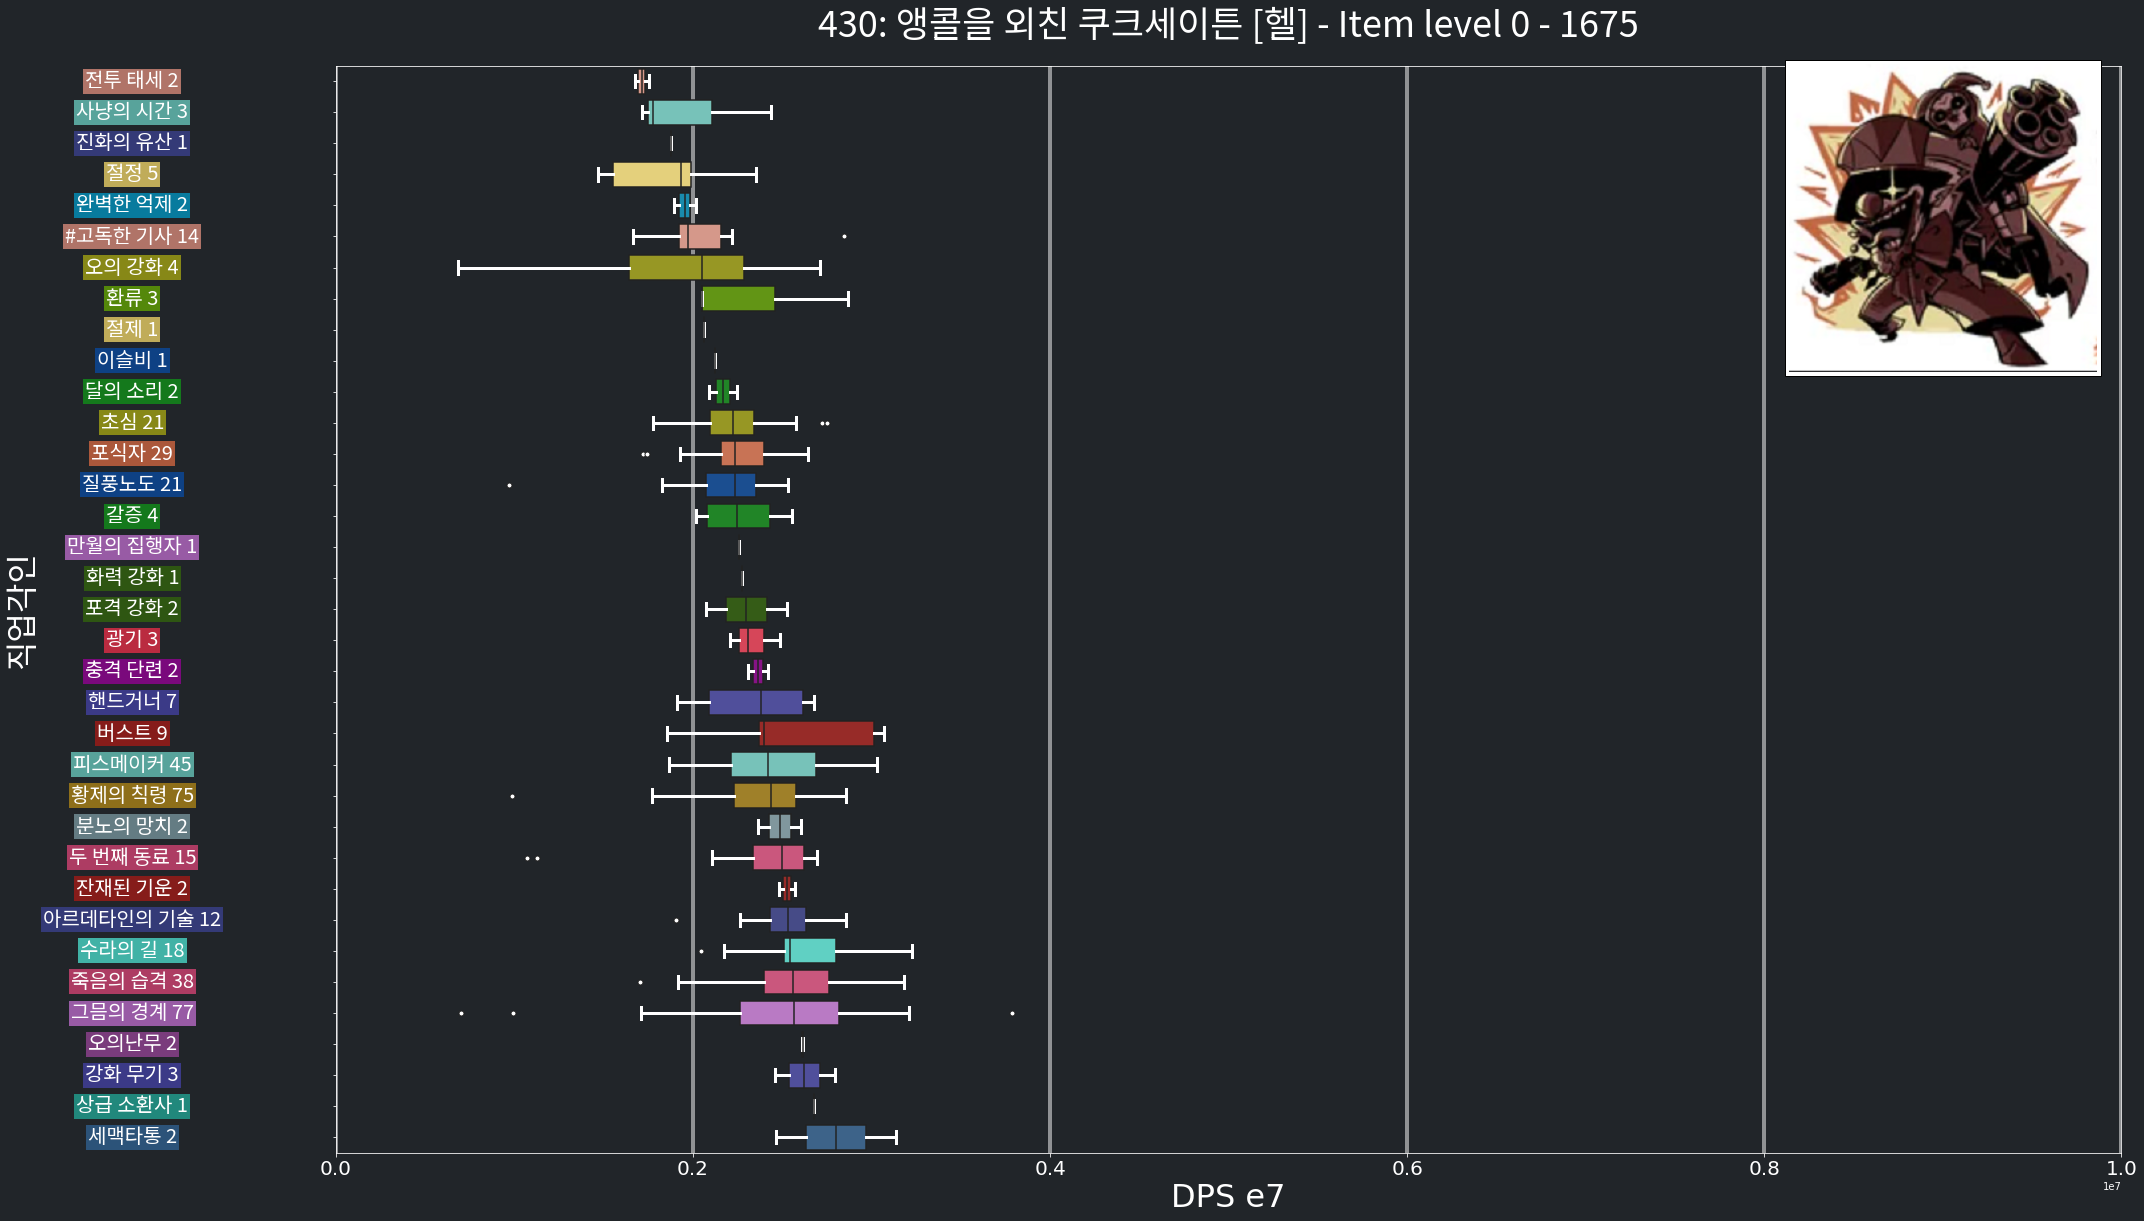 430: 앵콜을 외친 쿠크세이튼 [헬] - Item level 0 - 1675
전투 태세 2
사냥의 시간 3
진화의 유산 1
절정 5
완벽한 억제 2
#고독한 기사 14
오의 강화 4
환류 3
절제 1
이슬비 1
달의 소리 2
초심 21
포식자 29
질풍노도 21
갈증 4
만월의 집행자 1
화력 강화 1
포격 강화 2
광기 3
충격 단련 2
핸드거너 7
버스트 9
피스메이커 45
황제의 칙령 75
분노의 망치 2
두 번째 동료 15
잔재된 기운 2
아르데타인의 기술 12
수라의 길 18
죽음의 습격 38
그믐의 경계 77
오의난무 2
강화 무기 3
상급 소환사 1
세맥타통 2
직업각인
0.0 0.2 0.4 0.6 0.8 1.0
1e7
DPS e7